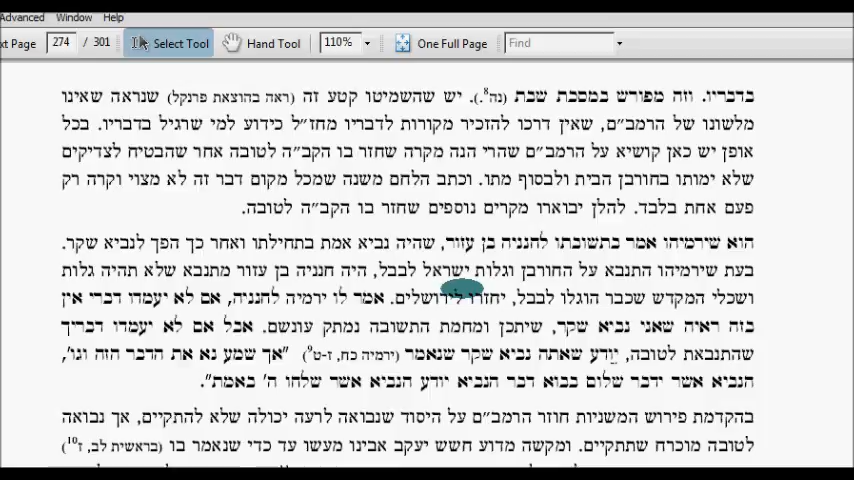 Advanced Window Help
xt Page 274 / 301 Select Tool Hand Tool 110% One Full Page Find
בדבריו. וזה מפורש במסכת שבת (נה⁸.). יש שהשמיטו קטע זה (ראה בהוצאת פרנקל) שנראה שאינו
מלשונו של הרמב"ם, שאין דרכו להזכיר מקורות לדבריו מחז"ל כידוע למי שרגיל בדבריו. בכל
אופן יש כאן קושיא על הרמב"ם שהרי הנה מקרה שחזר בו הקב"ה לטובה אחר שהבטיח לצדיקים
שלא ימותו בחורבן הבית ולבסוף מתו. וכתב הלחם משנה שמכל מקום דבר זה לא מצוי וקרה רק
פעם אחת בלבד. להלן יבוארו מקרים נוספים שחזר בו הקב"ה לטובה.
הוא שירמיהו אמר בתשובתו לחנניה בן עזור, שהיה נביא אמת בתחילתו ואחר כך הפך לנביא שקר.
בעת שירמיהו התנבא על החורבן וגלות ישראל לבבל, היה חנניה בן עזור מתנבא שלא תהיה גלות
ושכלי המקדש שכבר הוגלו לבבל, יחזרו לירושלים. אמר לו ירמיה לחנניה, אם לא יעמדו דברי אין
בזה ראיה שאני נביא שקר, שיתכן ומחמת התשובה נמתק עונשם. אבל אם לא יעמדו דבריך
שהתנבאת לטובה, יִוָּדע שאתה נביא שקר שנאמר (ירמיה כח, ז-ט⁹) "אך שמע נא את הדבר הזה וגו',
הנביא אשר ידבר שלום בבוא דבר הנביא יודע הנביא אשר שלחו ה' באמת".
בהקדמת פירוש המשניות חוזר הרמב"ם על היסוד שנבואה לרעה יכולה שלא להתקיים, אך נבואה
לטובה מוכרח שתתקיים. ומקשה מדוע חשש יעקב אבינו מעשו עד כדי שנאמר בו (בראשית לב, ז¹⁰)